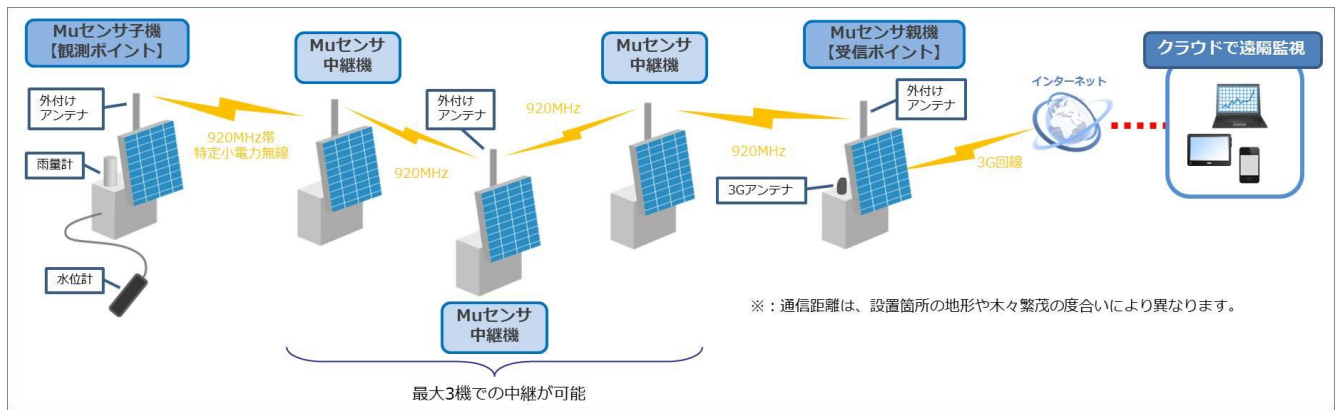 Muセンサ子機
【観測ポイント】
外付け
アンテナ
雨量計
水位計
920MHz帯
特定小電力無線
Muセンサ
中継機
920MHz
外付け
アンテナ
Muセンサ
中継機
920MHz
Muセンサ
中継機
920MHz
Muセンサ親機
【受信ポイント】
外付け
アンテナ
3Gアンテナ
3G回線
インターネット
クラウドで遠隔監視
※：通信距離は、設置箇所の地形や木々繁茂の度合いにより異なります。
最大3機での中継が可能